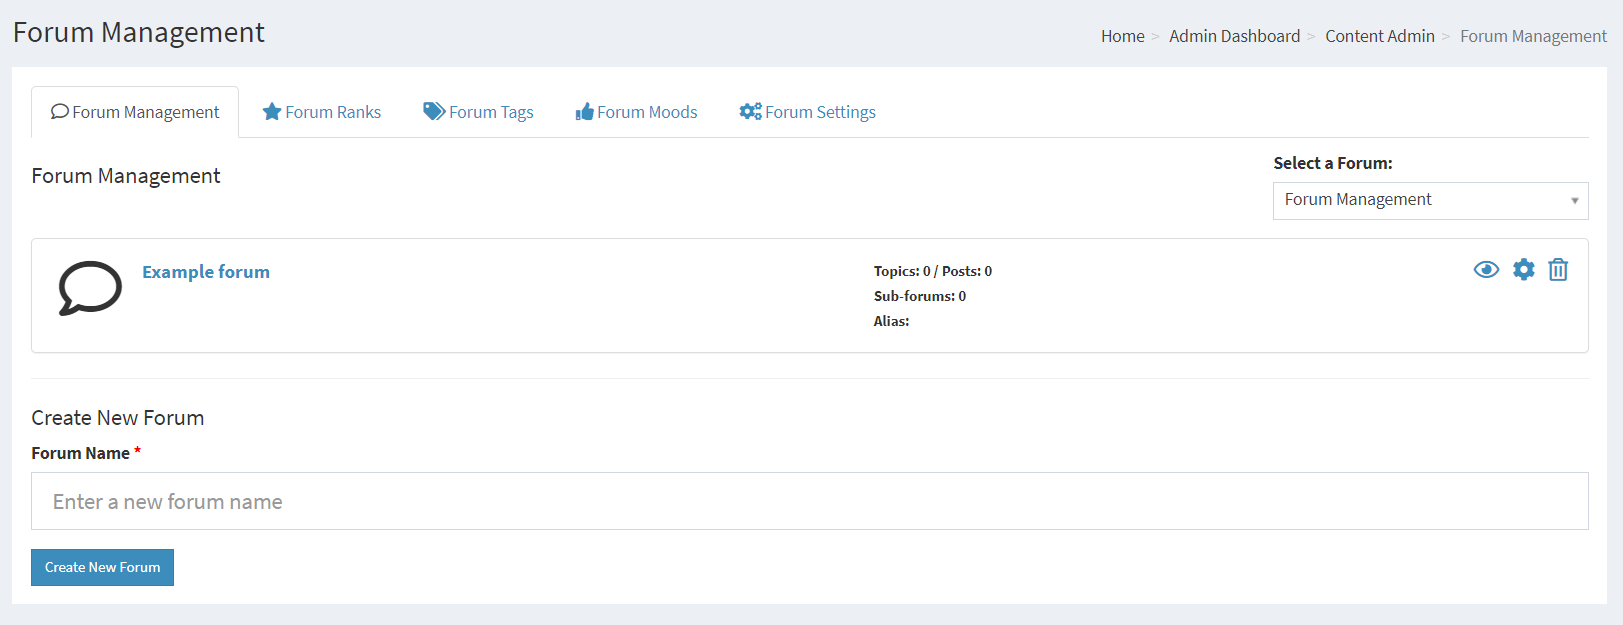 Forum Management
Home > Admin Dashboard > Content Admin > Forum Management
Forum Management Forum Ranks Forum Tags Forum Moods Forum Settings
Forum Management
Select a Forum:
Forum Management
Example forum
Topics: 0 / Posts: 0
Sub-forums: 0
Alias:
Create New Forum
Forum Name *
Enter a new forum name
Create New Forum